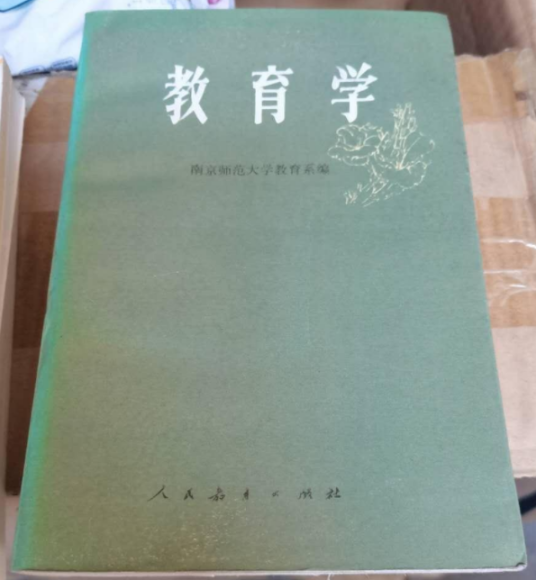 教育学
南京师范大学教育系编
人民教育出版社